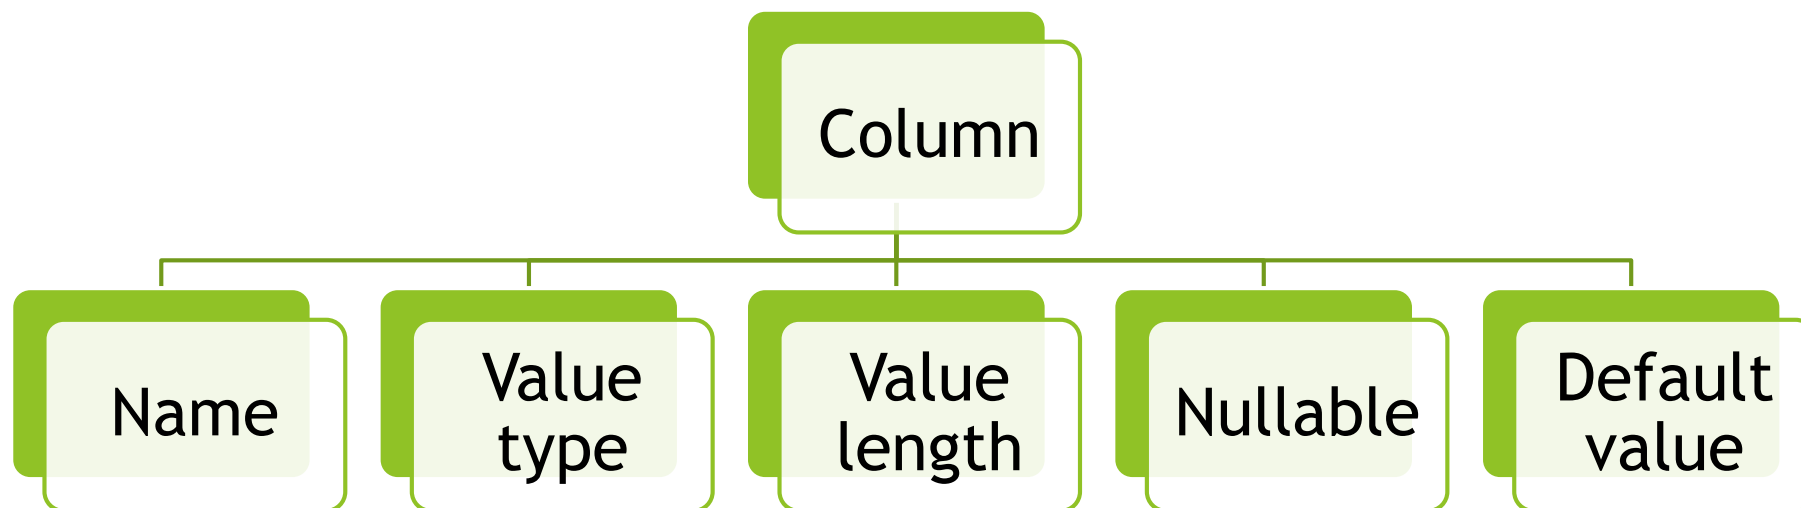 Column
Name
Value
type
Value
length
Nullable
Default
value